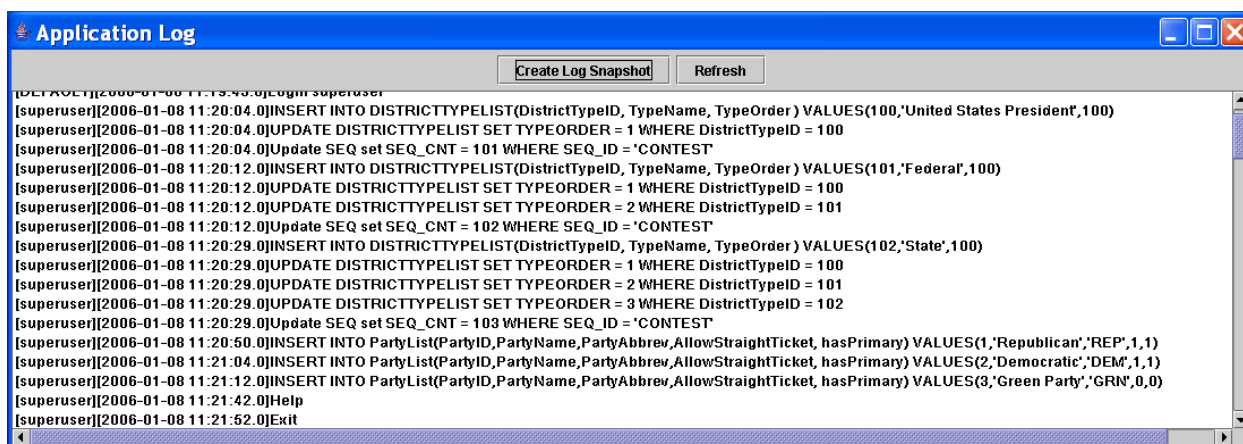 Application Log
Create Log Snapshot Refresh
[DEFAULT][2006-01-08 11:19:43.0]Login superuser
[superuser][2006-01-08 11:20:04.0]INSERT INTO DISTRICTTYPELIST(DistrictTypeID, TypeName, TypeOrder ) VALUES(100,'United States President',100)
[superuser][2006-01-08 11:20:04.0]UPDATE DISTRICTTYPELIST SET TYPEORDER = 1 WHERE DistrictTypeID = 100
[superuser][2006-01-08 11:20:04.0]Update SEQ set SEQ_CNT = 101 WHERE SEQ_ID = 'CONTEST'
[superuser][2006-01-08 11:20:12.0]INSERT INTO DISTRICTTYPELIST(DistrictTypeID, TypeName, TypeOrder ) VALUES(101,'Federal',100)
[superuser][2006-01-08 11:20:12.0]UPDATE DISTRICTTYPELIST SET TYPEORDER = 1 WHERE DistrictTypeID = 100
[superuser][2006-01-08 11:20:12.0]UPDATE DISTRICTTYPELIST SET TYPEORDER = 2 WHERE DistrictTypeID = 101
[superuser][2006-01-08 11:20:12.0]Update SEQ set SEQ_CNT = 102 WHERE SEQ_ID = 'CONTEST'
[superuser][2006-01-08 11:20:29.0]INSERT INTO DISTRICTTYPELIST(DistrictTypeID, TypeName, TypeOrder ) VALUES(102,'State',100)
[superuser][2006-01-08 11:20:29.0]UPDATE DISTRICTTYPELIST SET TYPEORDER = 1 WHERE DistrictTypeID = 100
[superuser][2006-01-08 11:20:29.0]UPDATE DISTRICTTYPELIST SET TYPEORDER = 2 WHERE DistrictTypeID = 101
[superuser][2006-01-08 11:20:29.0]UPDATE DISTRICTTYPELIST SET TYPEORDER = 3 WHERE DistrictTypeID = 102
[superuser][2006-01-08 11:20:29.0]Update SEQ set SEQ_CNT = 103 WHERE SEQ_ID = 'CONTEST'
[superuser][2006-01-08 11:20:50.0]INSERT INTO PartyList(PartyID,PartyName,PartyAbbrev,AllowStraightTicket, hasPrimary) VALUES(1,'Republican','REP',1,1)
[superuser][2006-01-08 11:21:04.0]INSERT INTO PartyList(PartyID,PartyName,PartyAbbrev,AllowStraightTicket, hasPrimary) VALUES(2,'Democratic','DEM',1,1)
[superuser][2006-01-08 11:21:12.0]INSERT INTO PartyList(PartyID,PartyName,PartyAbbrev,AllowStraightTicket, hasPrimary) VALUES(3,'Green Party','GRN',0,0)
[superuser][2006-01-08 11:21:42.0]Help
[superuser][2006-01-08 11:21:52.0]Exit